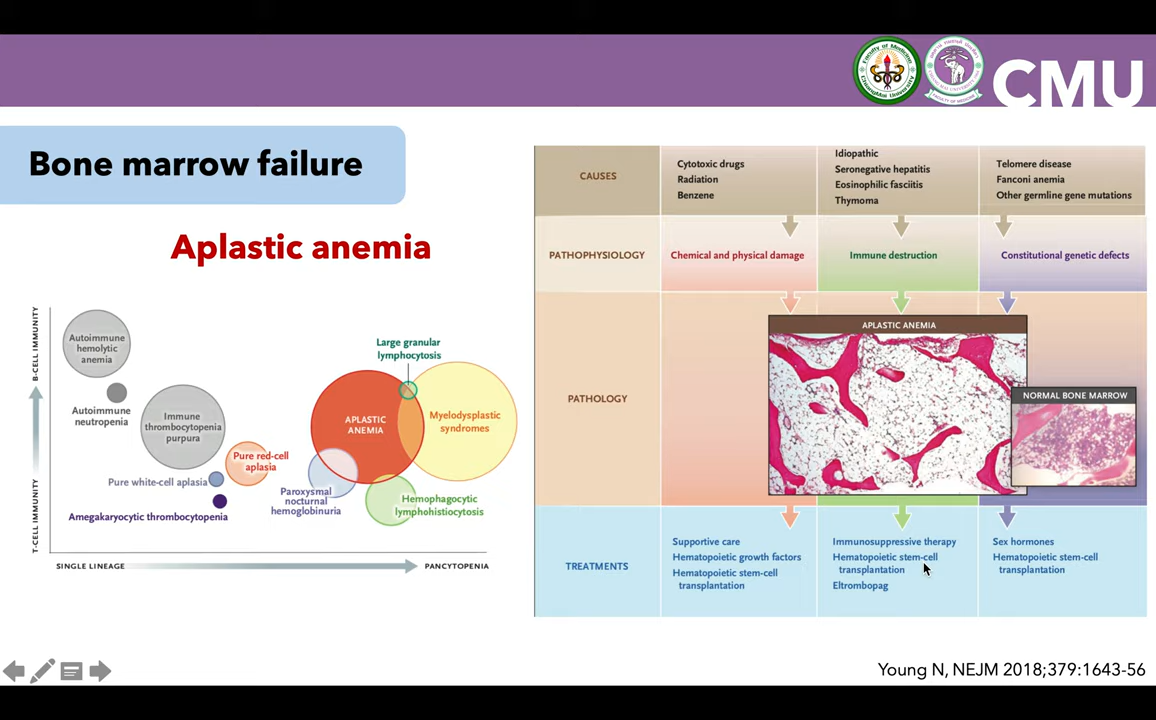 CMU
Bone marrow failure
Aplastic anemia
B-CELL IMMUNITY
T-CELL IMMUNITY
Autoimmune
hemolytic
anemia
Autoimmune
neutropenia
Immune
thrombocytopenia
purpura
Pure red-cell
aplasia
Pure white-cell aplasia
Amegakaryocytic thrombocytopenia
Large granular
lymphocytosis
APLASTIC
ANEMIA
Myelodysplastic
syndromes
Paroxysmal
nocturnal
hemoglobinuria
Hemophagocytic
lymphohistiocytosis
SINGLE LINEAGE
PANCYTOPENIA
CAUSES
Cytotoxic drugs
Radiation
Benzene
Idiopathic
Seronegative hepatitis
Eosinophilic fasciitis
Thymoma
Telomere disease
Fanconi anemia
Other germline gene mutations
PATHOPHYSIOLOGY
Chemical and physical damage
Immune destruction
Constitutional genetic defects
PATHOLOGY
APLASTIC ANEMIA
NORMAL BONE MARROW
TREATMENTS
Supportive care
Hematopoietic growth factors
Hematopoietic stem-cell
transplantation
Immunosuppressive therapy
Hematopoietic stem-cell
transplantation
Eltrombopag
Sex hormones
Hematopoietic stem-cell
transplantation
Young N, NEJM 2018;379:1643-56